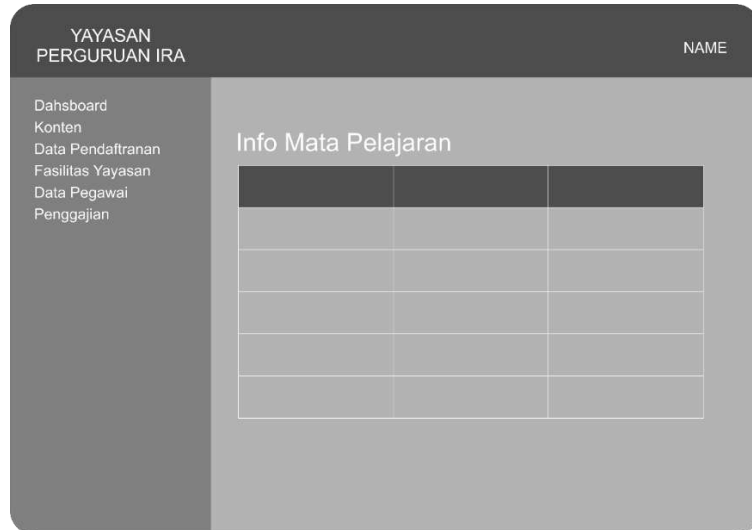 YAYASAN
PERGURUAN IRA
NAME
Dahsboard
Konten
Data Pendaftranan
Fasilitas Yayasan
Data Pegawai
Penggajian
Info Mata Pelajaran